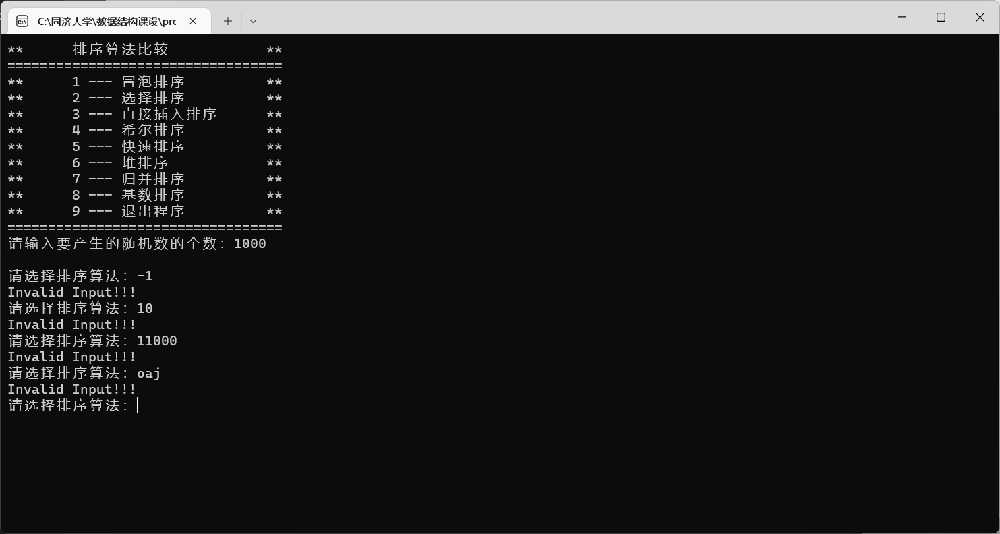 C:\同济大学\数据结构课设\prc
**      排序算法比较            **
==================================
**      1 --- 冒泡排序          **
**      2 --- 选择排序          **
**      3 --- 直接插入排序      **
**      4 --- 希尔排序          **
**      5 --- 快速排序          **
**      6 --- 堆排序            **
**      7 --- 归并排序          **
**      8 --- 基数排序          **
**      9 --- 退出程序          **
==================================
请输入要产生的随机数的个数: 1000
请选择排序算法: -1
Invalid Input!!!
请选择排序算法: 10
Invalid Input!!!
请选择排序算法: 11000
Invalid Input!!!
请选择排序算法: oaj
Invalid Input!!!
请选择排序算法: